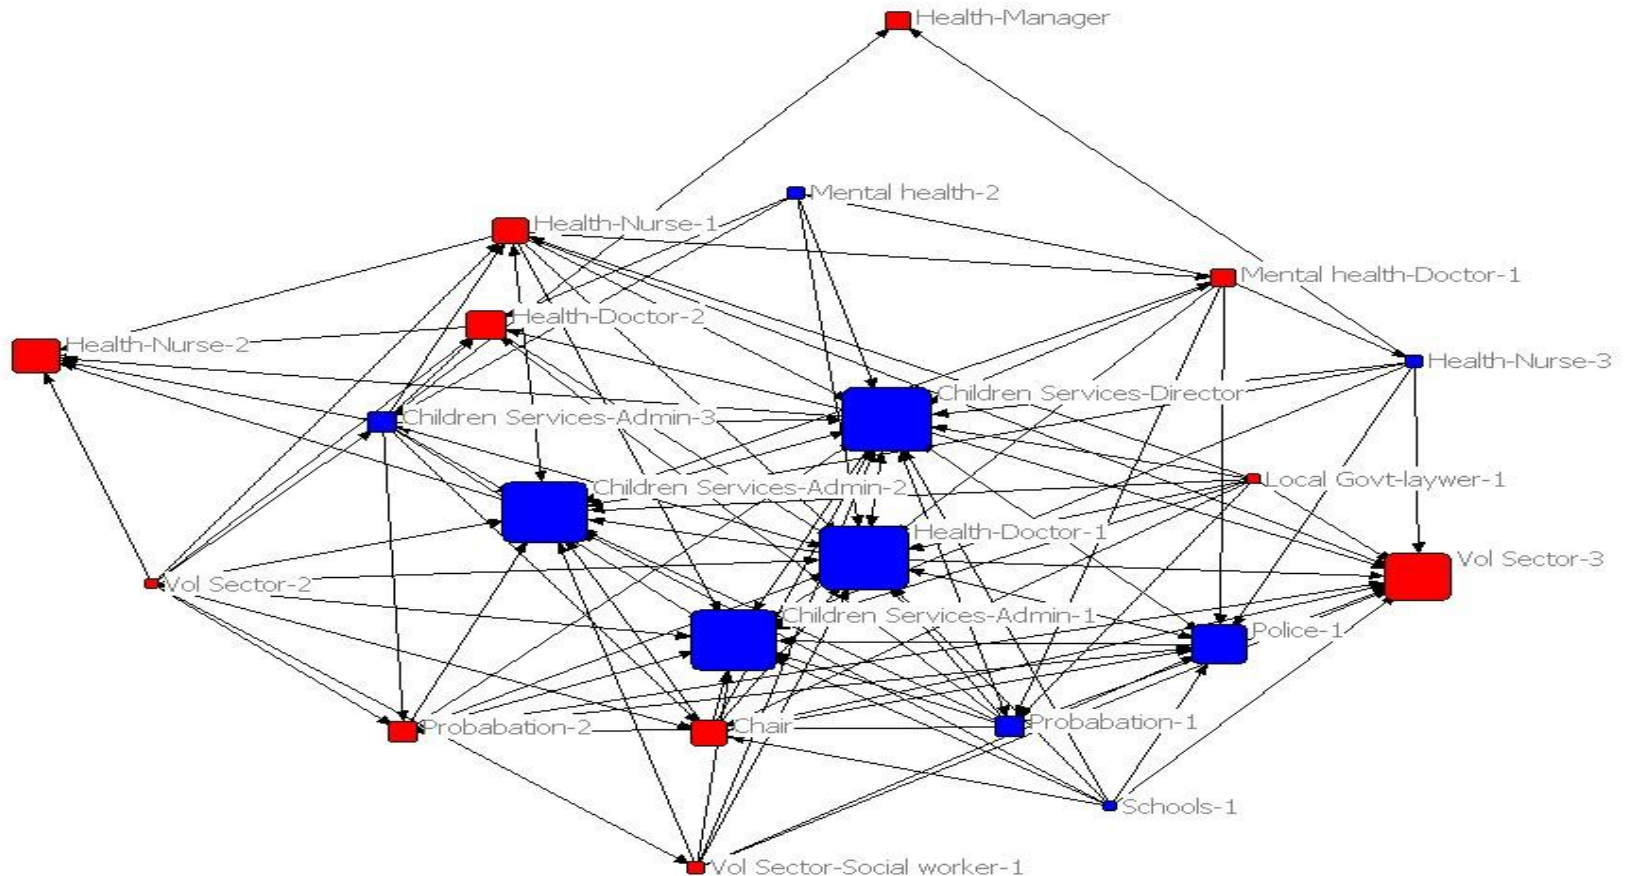 Health-Manager
Mental health-2
Health-Nurse-1
Mental health-Doctor-1
Health-Doctor-2
Health-Nurse-2
Health-Nurse-3
Children Services-Director
Children Services-Admin-3
Local Govt-laywer-1
Children Services-Admin-2
Health-Doctor-1
Vol Sector-3
Vol Sector-2
Children Services-Admin-1
Police-1
Probabation-2
Chair
Probabation-1
Schools-1
Vol Sector-Social worker-1